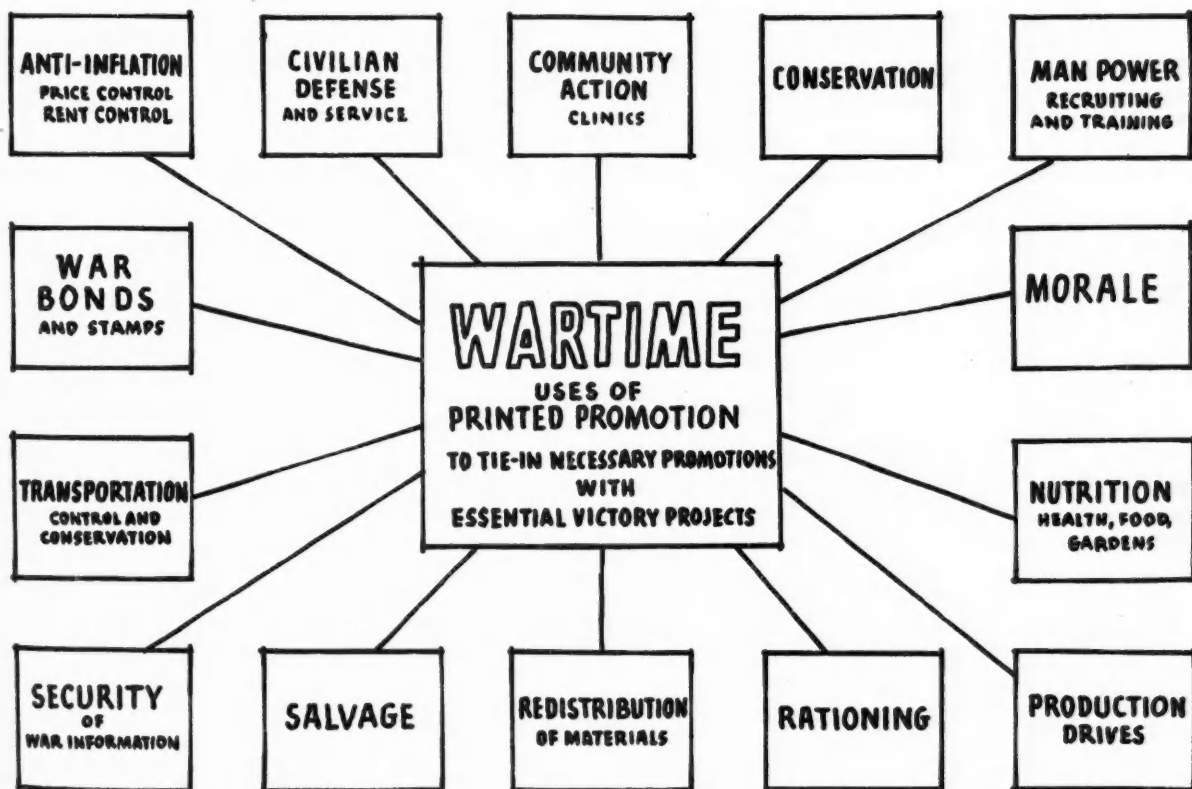 ANTI-INFLATION
PRICE CONTROL
RENT CONTROL
CIVILIAN
DEFENSE
AND SERVICE
COMMUNITY
ACTION
CLINICS
CONSERVATION
MAN POWER
RECRUITING
AND TRAINING
WAR
BONDS
AND STAMPS
WARTIME
USES OF
PRINTED PROMOTION
TO TIE-IN NECESSARY PROMOTIONS
WITH
ESSENTIAL VICTORY PROJECTS
MORALE
TRANSPORTATION
CONTROL AND
CONSERVATION
NUTRITION
HEALTH, FOOD,
GARDENS
SECURITY
OF
WAR INFORMATION
SALVAGE
REDISTRIBUTION
OF MATERIALS
RATIONING
PRODUCTION
DRIVES